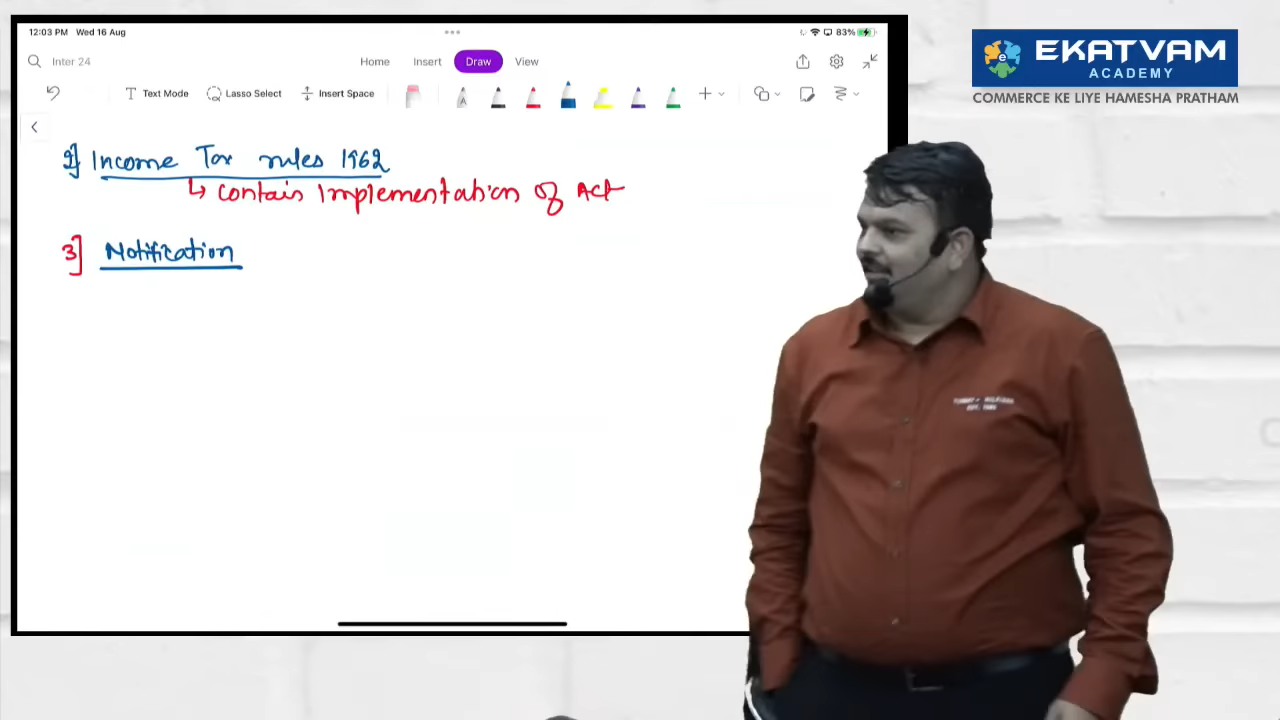 12:03 PM Wed 16 Aug
83%
Inter 24
Home Insert Draw View
Text Mode Lasso Select Insert Space
2] Income Tax rules 1962
↳ Contain Implementation of Act
3] Notification
EKATVAM
ACADEMY
COMMERCE KE LIYE HAMESHA PRATHAM